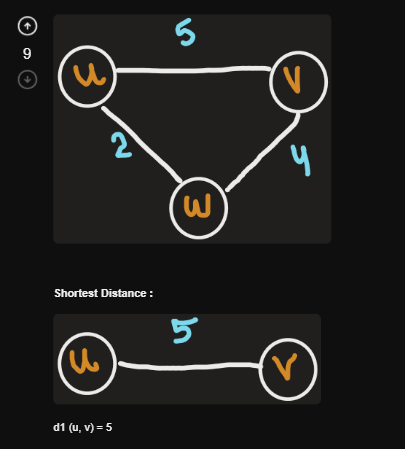 9
5
u
v
2
4
w
Shortest Distance :
5
u
v
d1 (u, v) = 5